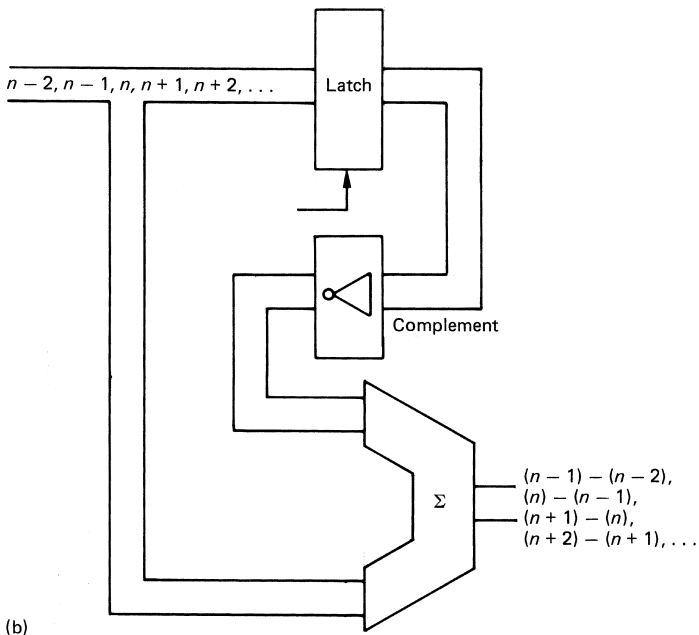 n − 2, n − 1, n, n + 1, n + 2, . . .
Latch
Complement
Σ
(n − 1) − (n − 2),
(n) − (n − 1),
(n + 1) − (n),
(n + 2) − (n + 1), . . .
(b)